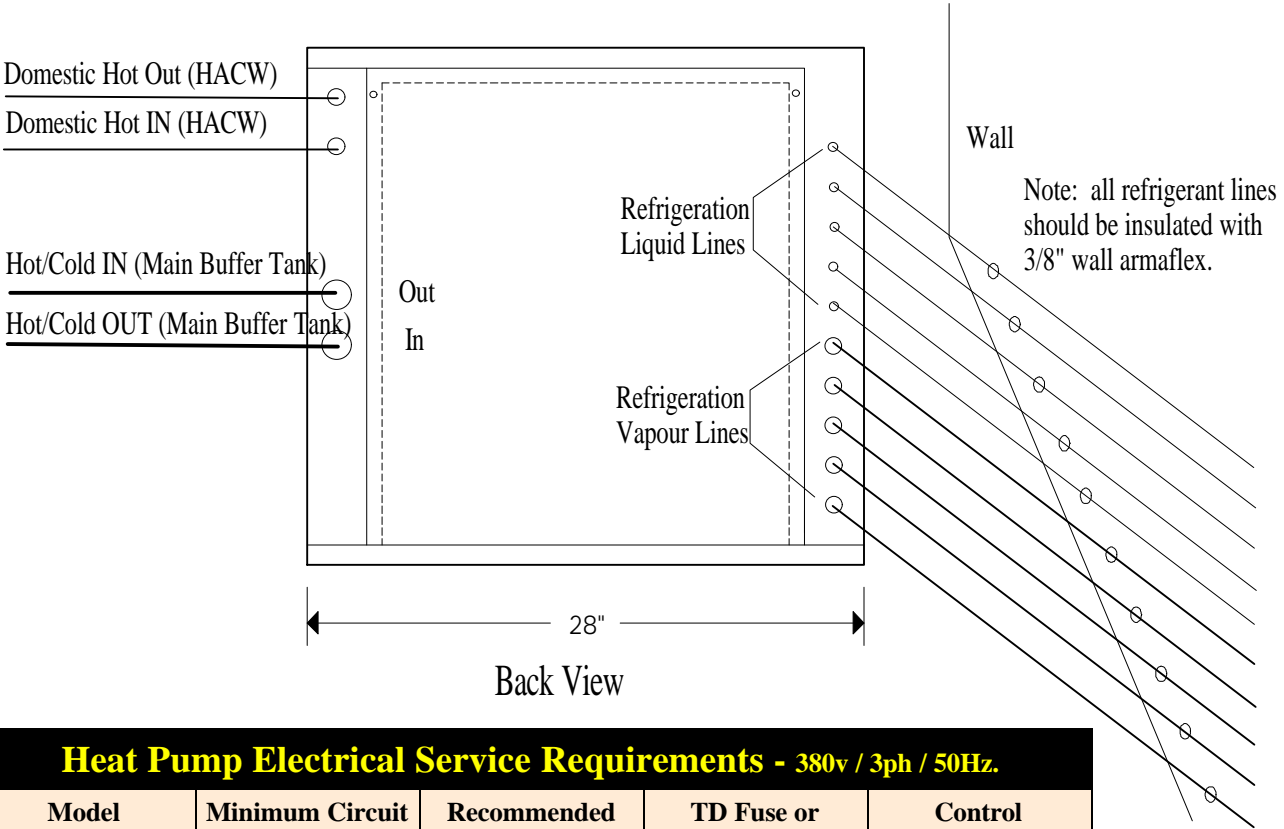 Domestic Hot Out (HACW)
Domestic Hot IN (HACW)
Wall
Note: all refrigerant lines
should be insulated with
3/8" wall armaflex.
Refrigeration
Liquid Lines
Hot/Cold IN (Main Buffer Tank)
Out
Hot/Cold OUT (Main Buffer Tank)
In
Refrigeration
Vapour Lines
28"
Back View
Heat Pump Electrical Service Requirements - 380v / 3ph / 50Hz.
Model Minimum Circuit Recommended TD Fuse or Control